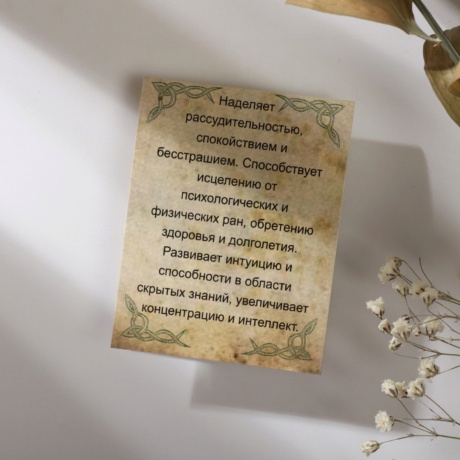 Наделяет
рассудительностью,
спокойствием и
бесстрашием. Способствует
исцелению от
психологических и
физических ран, обретению
здоровья и долголетия.
Развивает интуицию и
способности в области
скрытых знаний, увеличивает
концентрацию и интеллект.